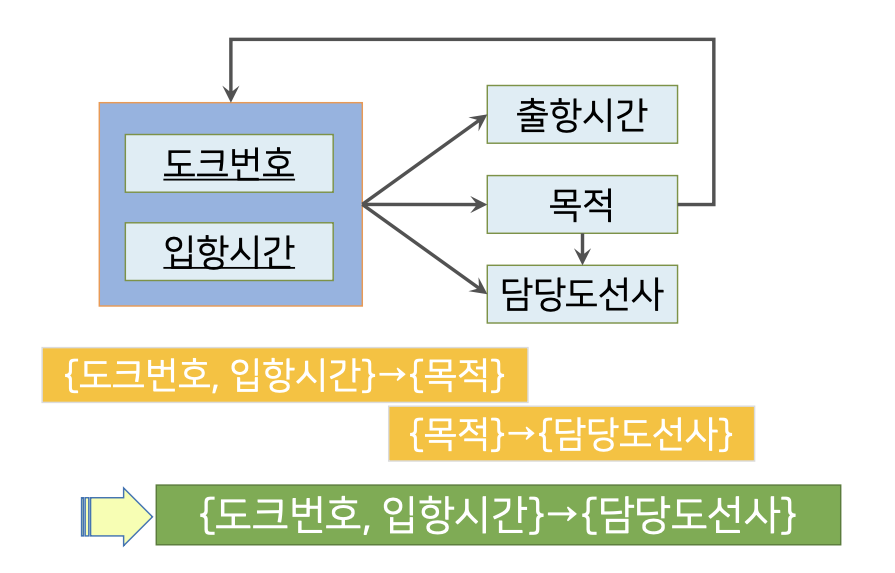 출항시간
도크번호
목적
입항시간
담당도선사
{도크번호, 입항시간}→{목적}
{목적}→{담당도선사}
{도크번호, 입항시간}→{담당도선사}